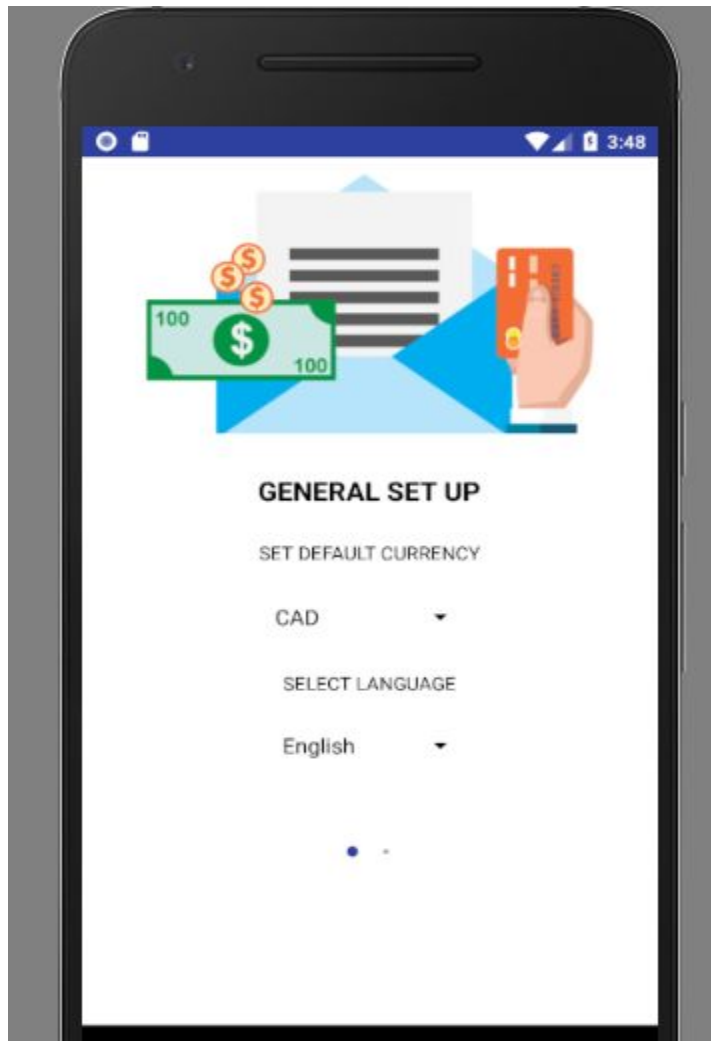 3:48
$
$
$
100
$
100
GENERAL SET UP
SET DEFAULT CURRENCY
CAD
SELECT LANGUAGE
English